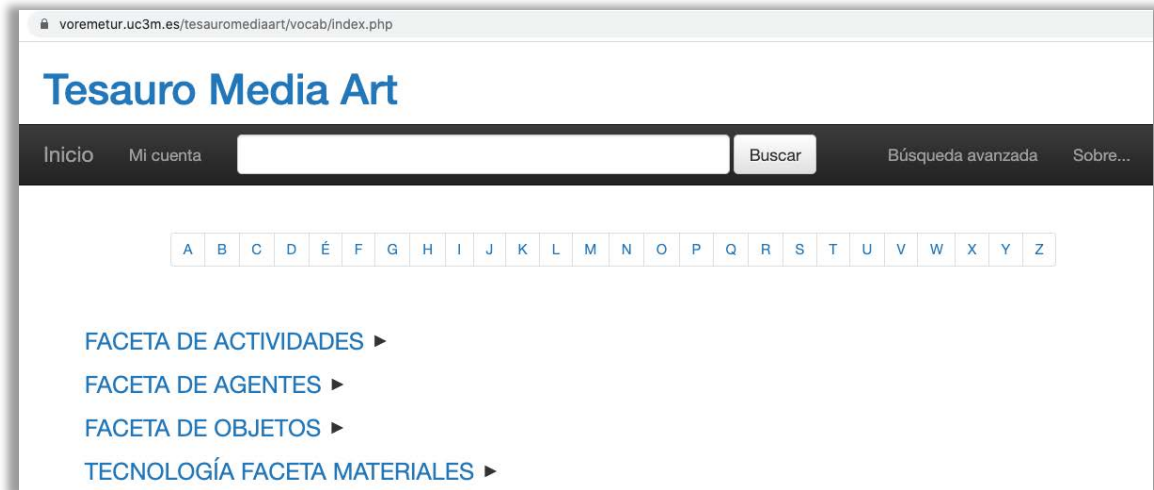 voremetur.uc3m.es/tesauromediaart/vocab/index.php
Tesauro Media Art
Inicio Mi cuenta Buscar Búsqueda avanzada Sobre...
A B C D É F G H I J K L M N O P Q R S T U V W X Y Z
FACETA DE ACTIVIDADES ►
FACETA DE AGENTES ►
FACETA DE OBJETOS ►
TECNOLOGÍA FACETA MATERIALES ►